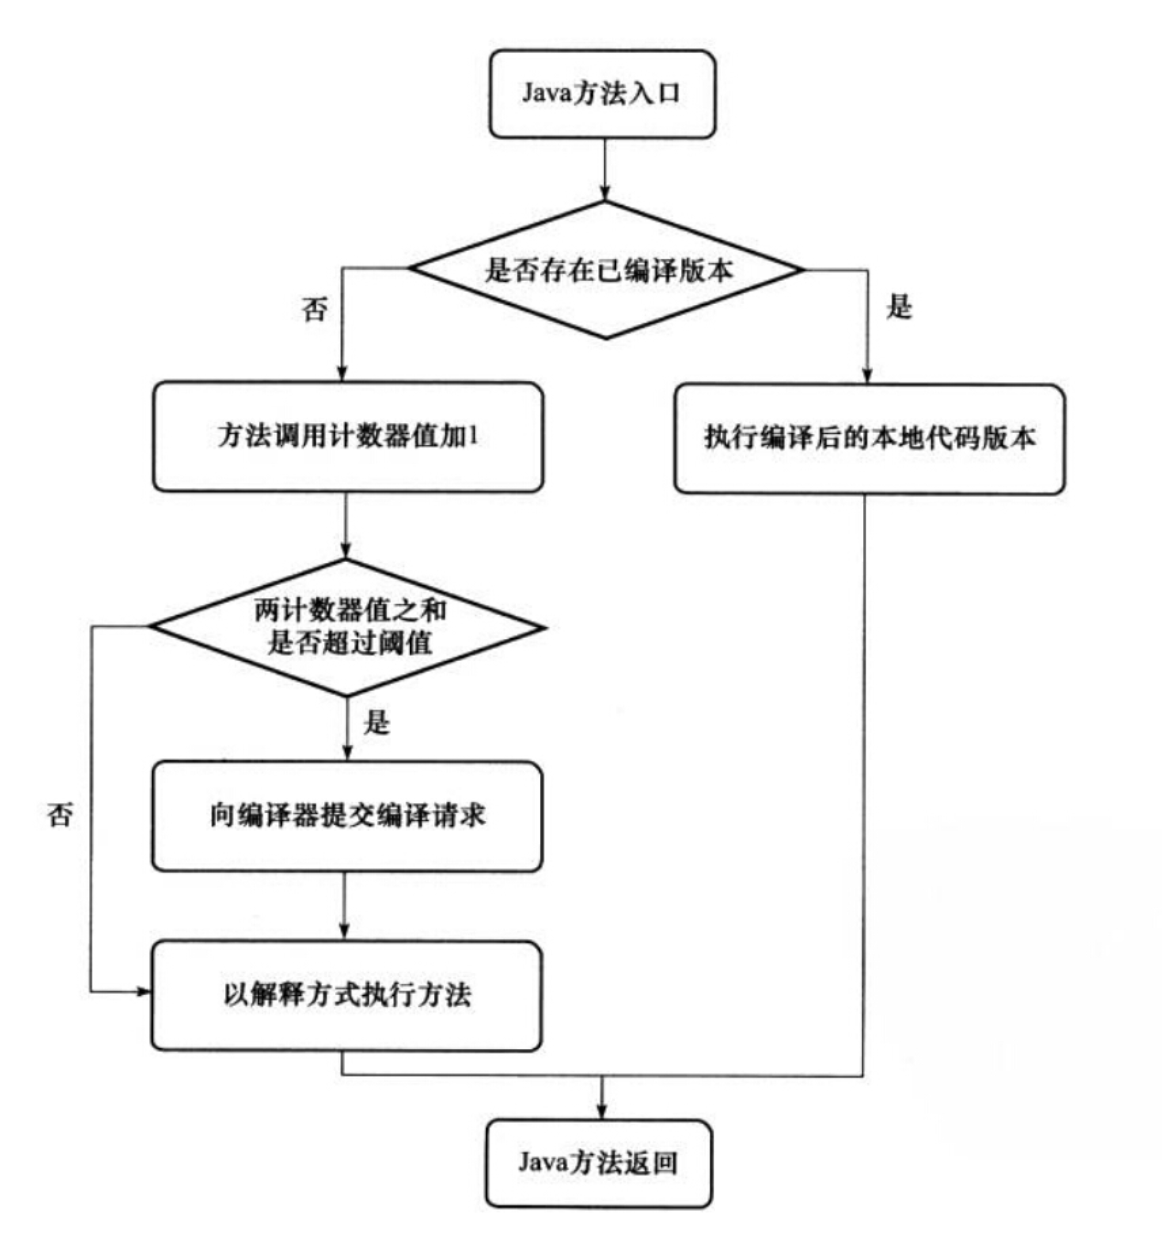 Java方法入口
是否存在已编译版本
否
是
方法调用计数器值加1
执行编译后的本地代码版本
两计数器值之和
是否超过阈值
是
否
向编译器提交编译请求
以解释方式执行方法
Java方法返回